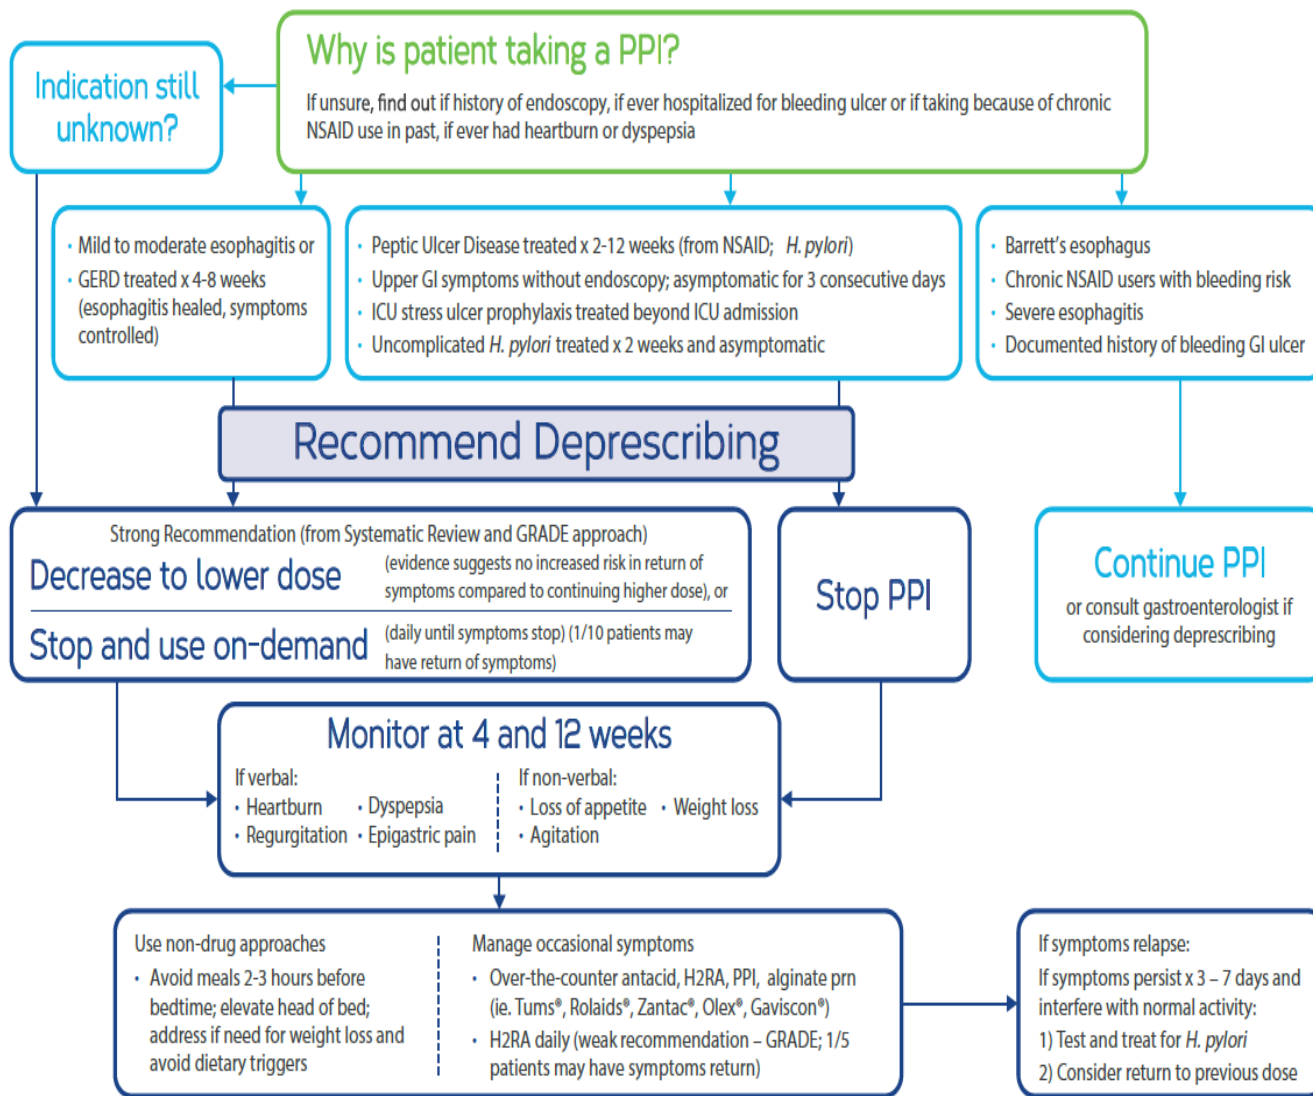 Why is patient taking a PPI?
If unsure, find out if history of endoscopy, if ever hospitalized for bleeding ulcer or if taking because of chronic
NSAID use in past, if ever had heartburn or dyspepsia
Indication still
unknown?
• Mild to moderate esophagitis or
• GERD treated x 4-8 weeks
(esophagitis healed, symptoms
controlled)
• Peptic Ulcer Disease treated x 2-12 weeks (from NSAID; H. pylori)
• Upper GI symptoms without endoscopy; asymptomatic for 3 consecutive days
• ICU stress ulcer prophylaxis treated beyond ICU admission
• Uncomplicated H. pylori treated x 2 weeks and asymptomatic
• Barrett's esophagus
• Chronic NSAID users with bleeding risk
• Severe esophagitis
• Documented history of bleeding GI ulcer
Recommend Deprescribing
Strong Recommendation (from Systematic Review and GRADE approach)
Decrease to lower dose
(evidence suggests no increased risk in return of
symptoms compared to continuing higher dose), or
Stop and use on-demand
(daily until symptoms stop) (1/10 patients may
have return of symptoms)
Stop PPI
Continue PPI
or consult gastroenterologist if
considering deprescribing
Monitor at 4 and 12 weeks
If verbal:
• Heartburn • Dyspepsia
• Regurgitation • Epigastric pain
If non-verbal:
• Loss of appetite • Weight loss
• Agitation
Use non-drug approaches
• Avoid meals 2-3 hours before
bedtime; elevate head of bed;
address if need for weight loss and
avoid dietary triggers
Manage occasional symptoms
• Over-the-counter antacid, H2RA, PPI, alginate prn
(ie. Tums®, Rolaids®, Zantac®, Olex®, Gaviscon®)
• H2RA daily (weak recommendation – GRADE; 1/5
patients may have symptoms return)
If symptoms relapse:
If symptoms persist x 3 – 7 days and
interfere with normal activity:
1) Test and treat for H. pylori
2) Consider return to previous dose